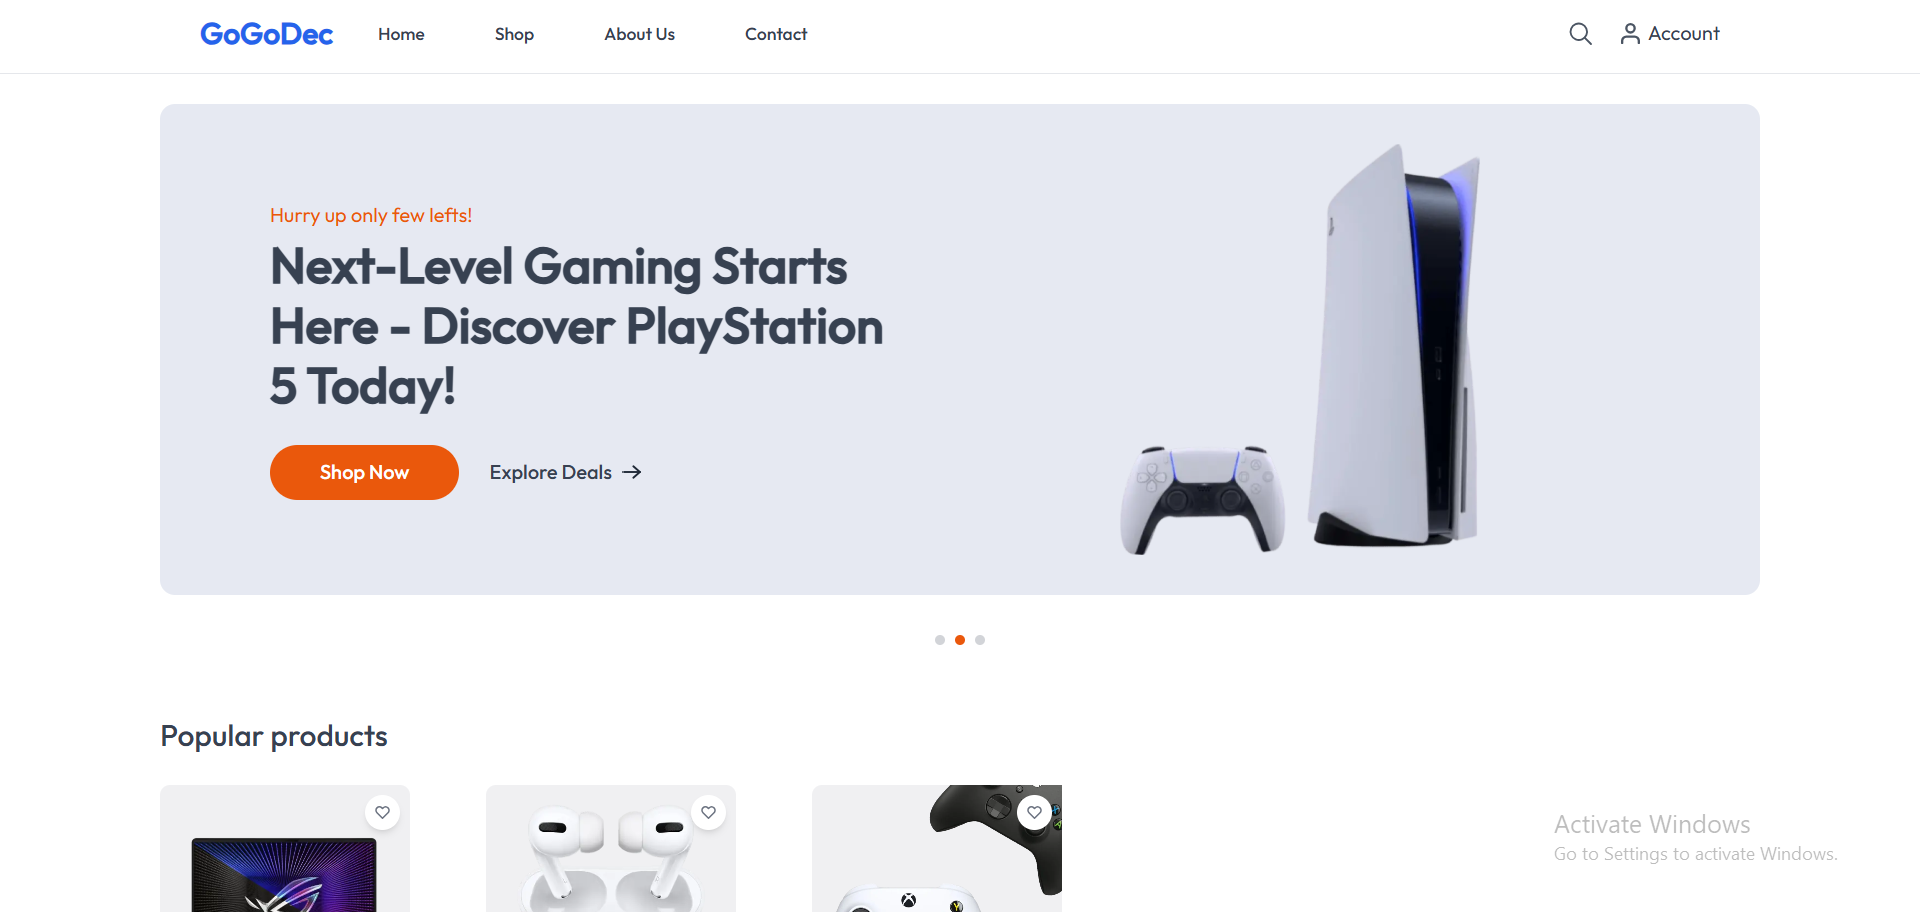 GoGoDec
Home
Shop
About Us
Contact
Account
Hurry up only few lefts!
Next-Level Gaming Starts
Here - Discover PlayStation
5 Today!
Shop Now
Explore Deals
Popular products
Y
Activate Windows
Go to Settings to activate Windows.